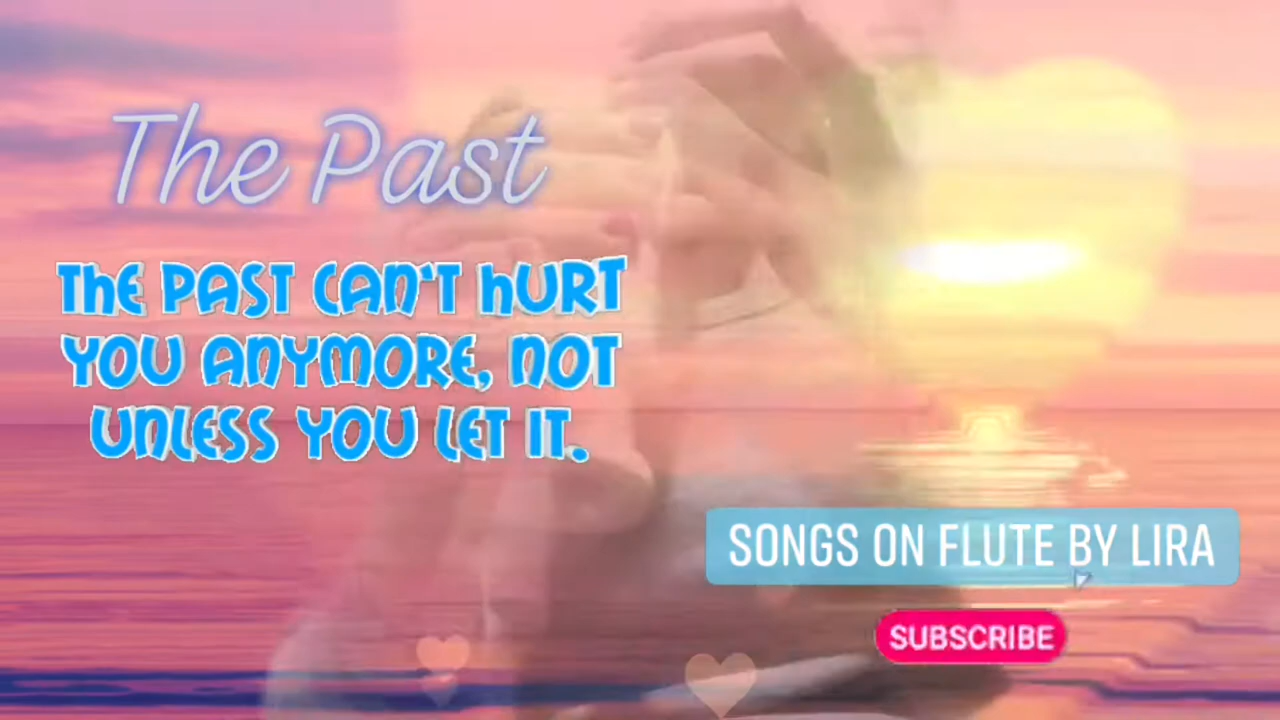 The Past
THE PAST CAN'T HURT
YOU ANYMORE, NOT
UNLESS YOU LET IT.
SONGS ON FLUTE BY LIRA
SUBSCRIBE